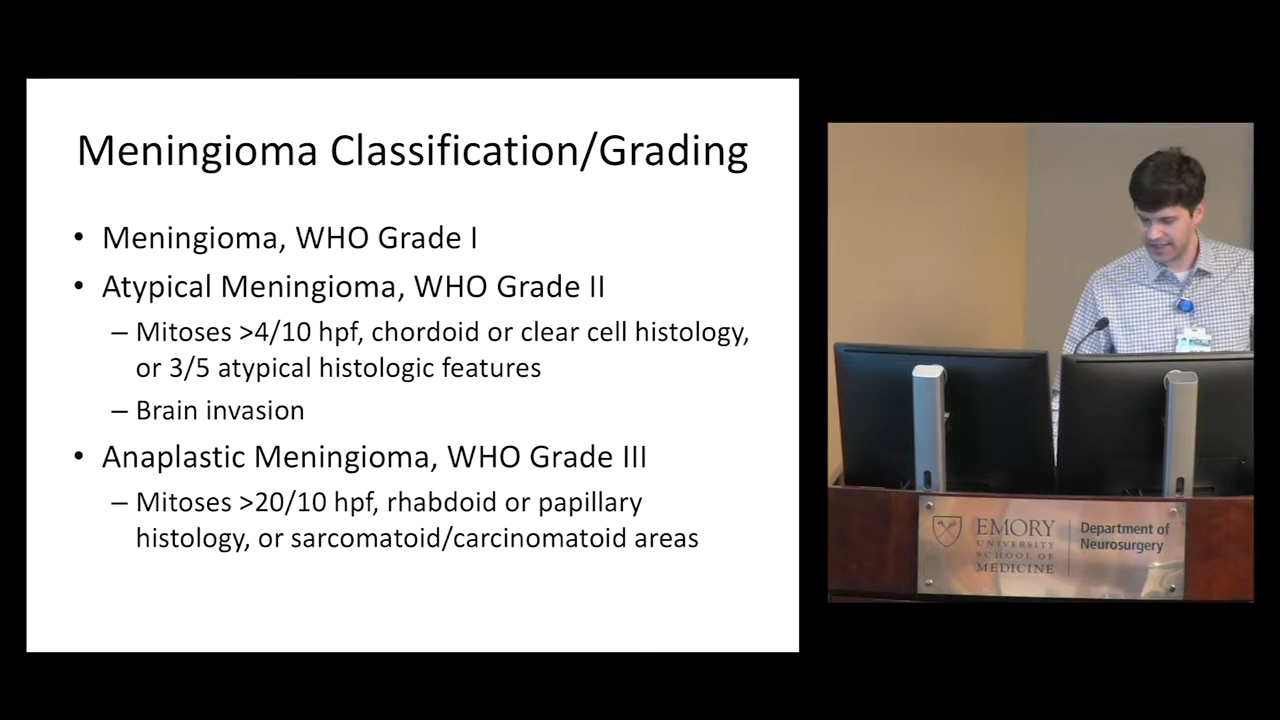 Meningioma Classification/Grading
• Meningioma, WHO Grade I
• Atypical Meningioma, WHO Grade II
– Mitoses >4/10 hpf, chordoid or clear cell histology,
or 3/5 atypical histologic features
– Brain invasion
• Anaplastic Meningioma, WHO Grade III
– Mitoses >20/10 hpf, rhabdoid or papillary
histology, or sarcomatoid/carcinomatoid areas
EMORY
UNIVERSITY
SCHOOL OF
MEDICINE
Department of
Neurosurgery